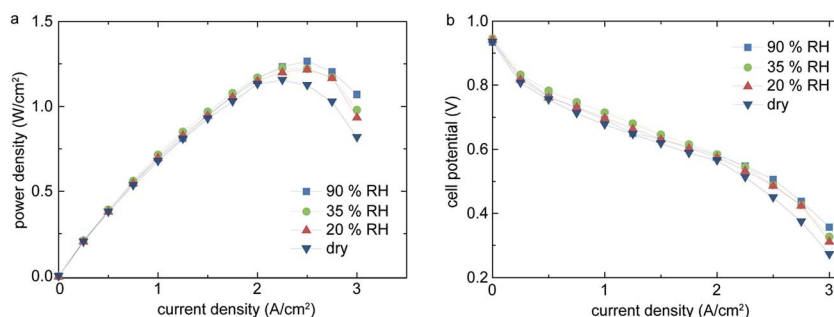 a
1.5
1.0
0.5
0.0
power density (W/cm²)
90 % RH
35 % RH
20 % RH
dry
0
1
2
3
current density (A/cm²)
b
1.0
0.8
0.6
0.4
0.2
cell potential (V)
90 % RH
35 % RH
20 % RH
dry
0
1
2
3
current density (A/cm²)